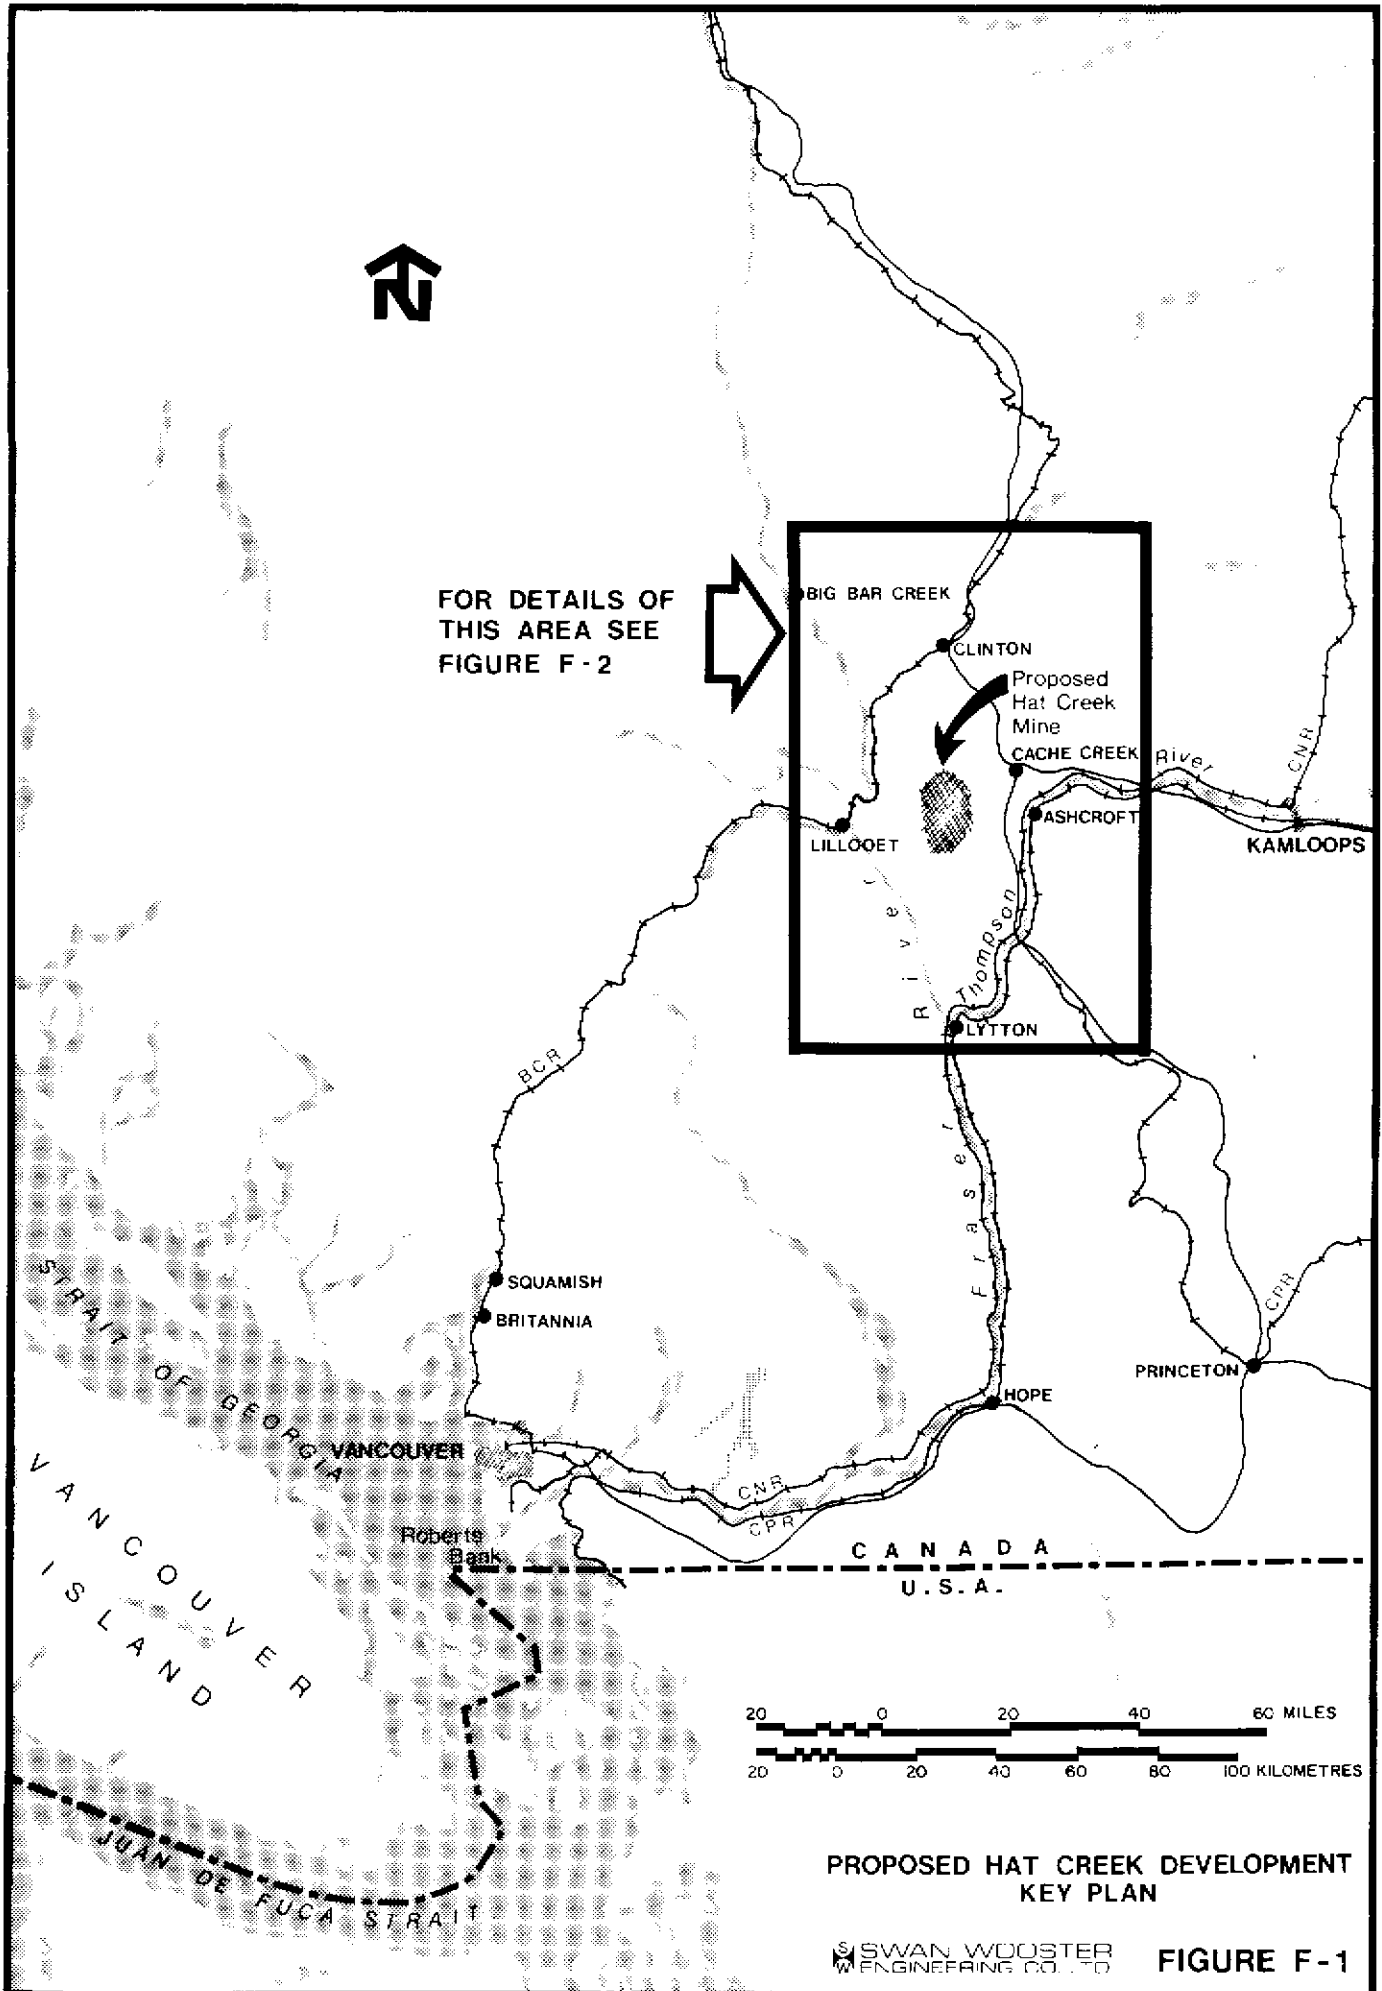 N
FOR DETAILS OF
THIS AREA SEE
FIGURE F-2
BIG BAR CREEK
CLINTON
Proposed
Hat Creek
Mine
CACHE CREEK
River
CNR
ASHCROFT
KAMLOOPS
LILLOOET
River
Thompson
LYTTON
BCR
Fraser
SQUAMISH
BRITANNIA
CPR
PRINCETON
HOPE
STRAIT OF GEORGIA
VANCOUVER
CNR
CPR
Roberts
Bank
CANADA
U.S.A.
VANCOUVER
ISLAND
20 0 20 40 60 MILES
20 0 20 40 60 80 100 KILOMETRES
JUAN DE FUCA STRAIT
PROPOSED HAT CREEK DEVELOPMENT
KEY PLAN
S
W
SWAN WOOSTER
ENGINEERING CO. LTD
FIGURE F-1